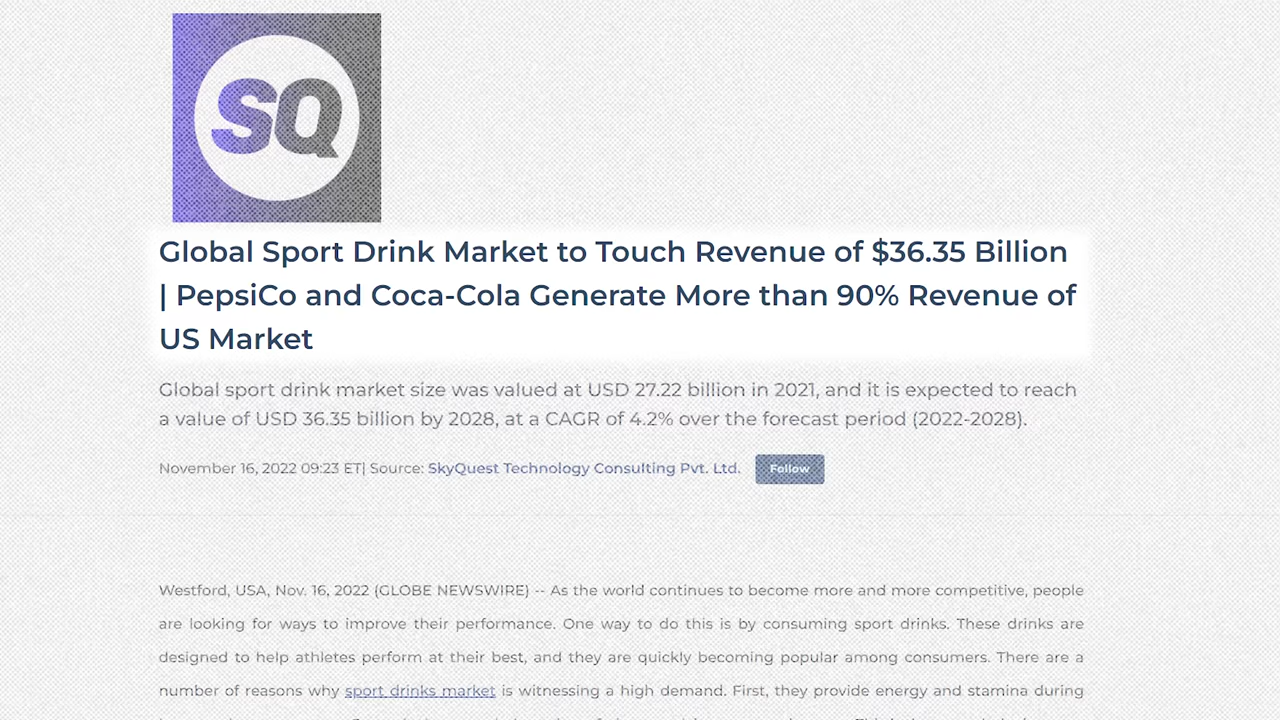 SQ
Global Sport Drink Market to Touch Revenue of $36.35 Billion
| PepsiCo and Coca-Cola Generate More than 90% Revenue of
US Market
Global sport drink market size was valued at USD 27.22 billion in 2021, and it is expected to reach
a value of USD 36.35 billion by 2028, at a CAGR of 4.2% over the forecast period (2022-2028).
November 16, 2022 09:23 ET| Source: SkyQuest Technology Consulting Pvt. Ltd. Follow
Westford, USA, Nov. 16, 2022 (GLOBE NEWSWIRE) -- As the world continues to become more and more competitive, people
are looking for ways to improve their performance. One way to do this is by consuming sport drinks. These drinks are
designed to help athletes perform at their best, and they are quickly becoming popular among consumers. There are a
number of reasons why sport drinks market is witnessing a high demand. First, they provide energy and stamina during